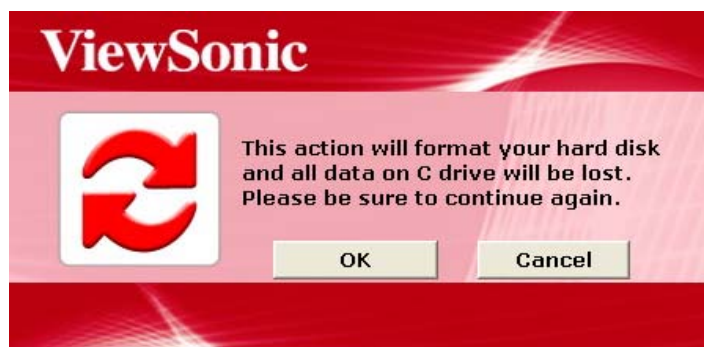 ViewSonic
This action will format your hard disk
and all data on C drive will be lost.
Please be sure to continue again.
OK
Cancel